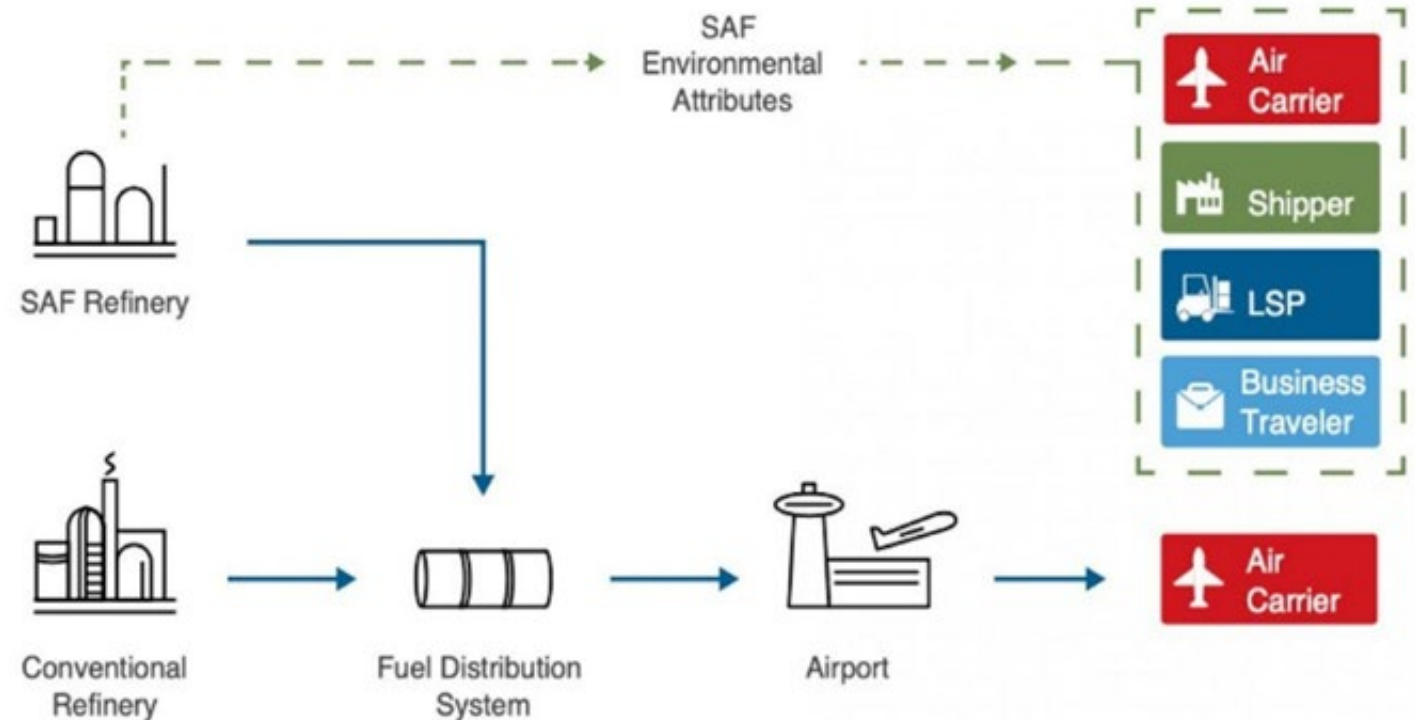 SAF
Environmental
Attributes
Air
Carrier
Shipper
LSP
Business
Traveler
SAF Refinery
Air
Carrier
Conventional
Refinery
Fuel Distribution
System
Airport